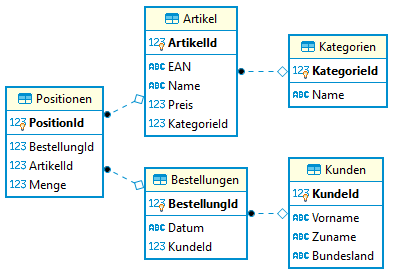 Artikel
123 ArtikelId
ABC EAN
ABC Name
123 Preis
123 KategorieId
Kategorien
123 KategorieId
ABC Name
Positionen
123 PositionId
123 BestellungId
123 ArtikelId
123 Menge
Bestellungen
123 BestellungId
ABC Datum
123 KundeId
Kunden
123 KundeId
ABC Vorname
ABC Zuname
ABC Bundesland